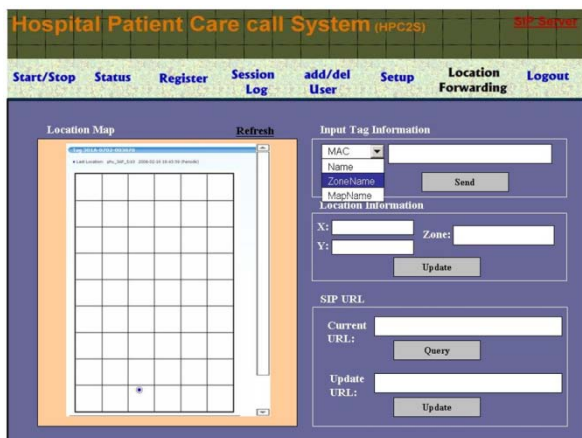 Hospital Patient Care call System (HPC2S)
SIP Server
Start/Stop Status Register Session Log add/del User Setup Location Forwarding Logout
Location Map Refresh
Input Tag Information
MAC
Name
ZoneName
MapName
Send
Location Information
X:
Y:
Zone:
Update
SIP URL
Current URL:
Query
Update URL:
Update